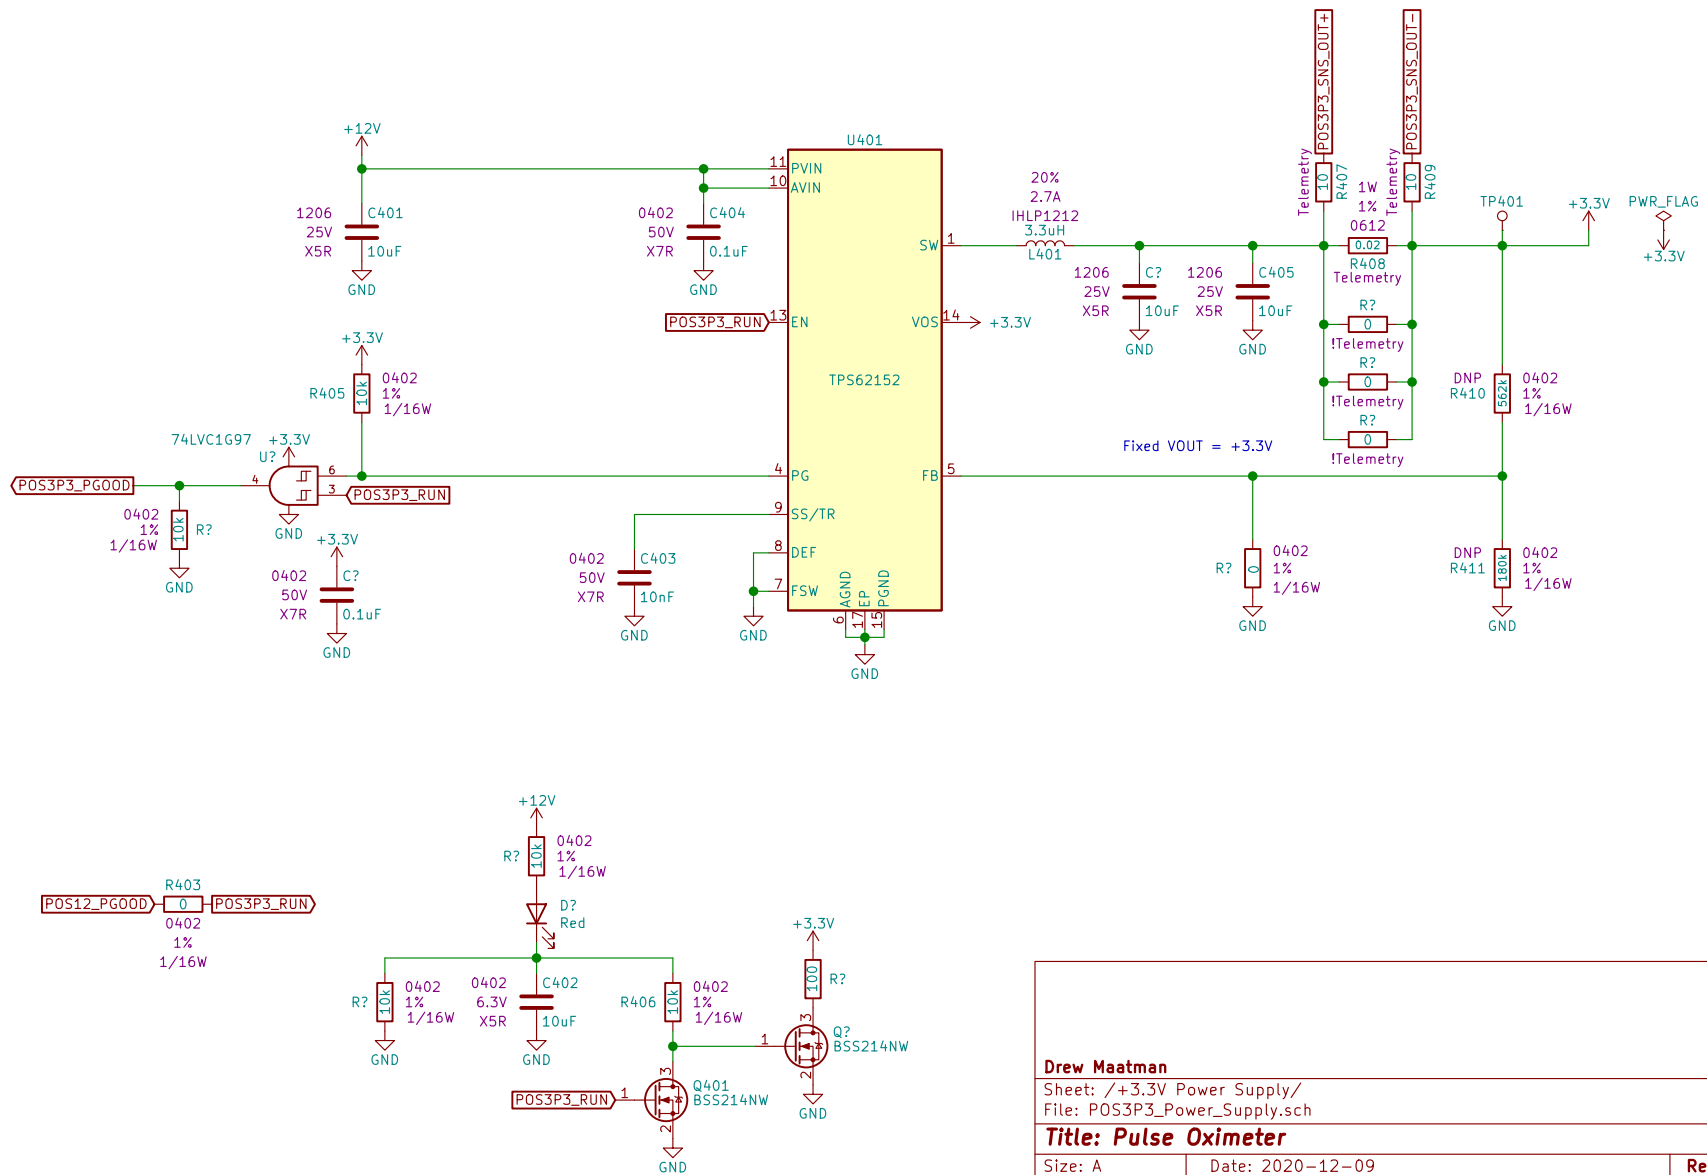 POS3P3_SNS_OUT+
POS3P3_SNS_OUT-
Telemetry
10
R407
Telemetry
10
R409
+12V
1206
25V
X5R
C401
10uF
GND
0402
50V
X7R
C404
0.1uF
GND
U401
TPS62152
11 PVIN
10 AVIN
13 EN
4 PG
9 SS/TR
8 DEF
7 FSW
SW 1
VOS 14
FB 5
6 AGND
17 EP
15 PGND
GND
POS3P3_RUN
+3.3V
20%
2.7A
IHLP1212
3.3uH
L401
1206
25V
X5R
C?
10uF
GND
1206
25V
X5R
C405
10uF
GND
1W
1%
0612
0.02
R408
Telemetry
R?
0
!Telemetry
R?
0
!Telemetry
R?
0
!Telemetry
TP401
+3.3V
PWR_FLAG
+3.3V
DNP
R410
562k
0402
1%
1/16W
Fixed VOUT = +3.3V
R?
0
0402
1%
1/16W
GND
DNP
R411
180k
0402
1%
1/16W
GND
+3.3V
R405
10k
0402
1%
1/16W
74LVC1G97
U?
+3.3V
6
3
4
GND
POS3P3_PGOOD
POS3P3_RUN
0402
1%
1/16W
10k
R?
GND
+3.3V
0402
50V
X7R
C?
0.1uF
GND
0402
50V
X7R
C403
10nF
GND
GND
POS12_PGOOD
R403
0
POS3P3_RUN
0402
1%
1/16W
+12V
R?
10k
0402
1%
1/16W
D?
Red
R?
10k
0402
1%
1/16W
GND
0402
6.3V
X5R
C402
10uF
GND
R406
10k
0402
1%
1/16W
POS3P3_RUN
1
3
2
Q401
BSS214NW
GND
+3.3V
100
R?
1
3
2
Q?
BSS214NW
GND
Drew Maatman
Sheet: /+3.3V Power Supply/
File: POS3P3_Power_Supply.sch
Title: Pulse Oximeter
Size: A
Date: 2020-12-09
Re